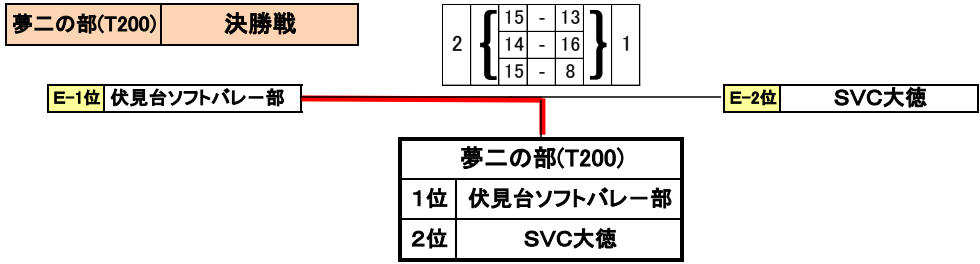 夢二の部(T200) 決勝戦
15 - 13
2 { 14 - 16 } 1
15 - 8
E-1位 伏見台ソフトバレー部
E-2位 SVC大徳
夢二の部(T200)
1位 伏見台ソフトバレー部
2位 SVC大徳